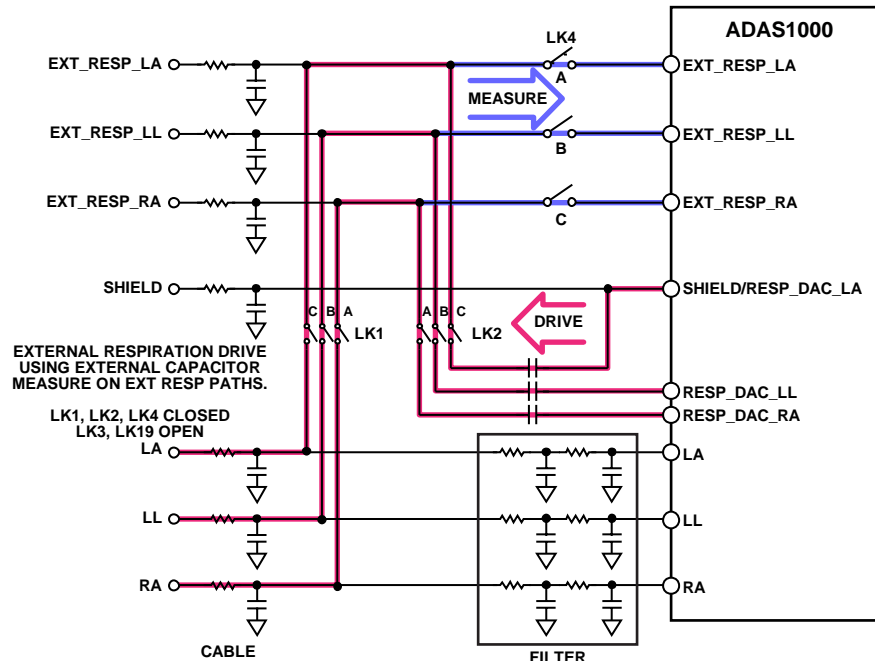 ADAS1000
LK4
EXT_RESP_LA
A
EXT_RESP_LA
MEASURE
EXT_RESP_LL
B
EXT_RESP_LL
EXT_RESP_RA
C
EXT_RESP_RA
SHIELD
SHIELD/RESP_DAC_LA
C B A
LK1
A B C
LK2
DRIVE
EXTERNAL RESPIRATION DRIVE
USING EXTERNAL CAPACITOR
MEASURE ON EXT RESP PATHS.
RESP_DAC_LL
LK1, LK2, LK4 CLOSED
LK3, LK19 OPEN
RESP_DAC_RA
LA
LA
LL
LL
RA
RA
CABLE
FILTER